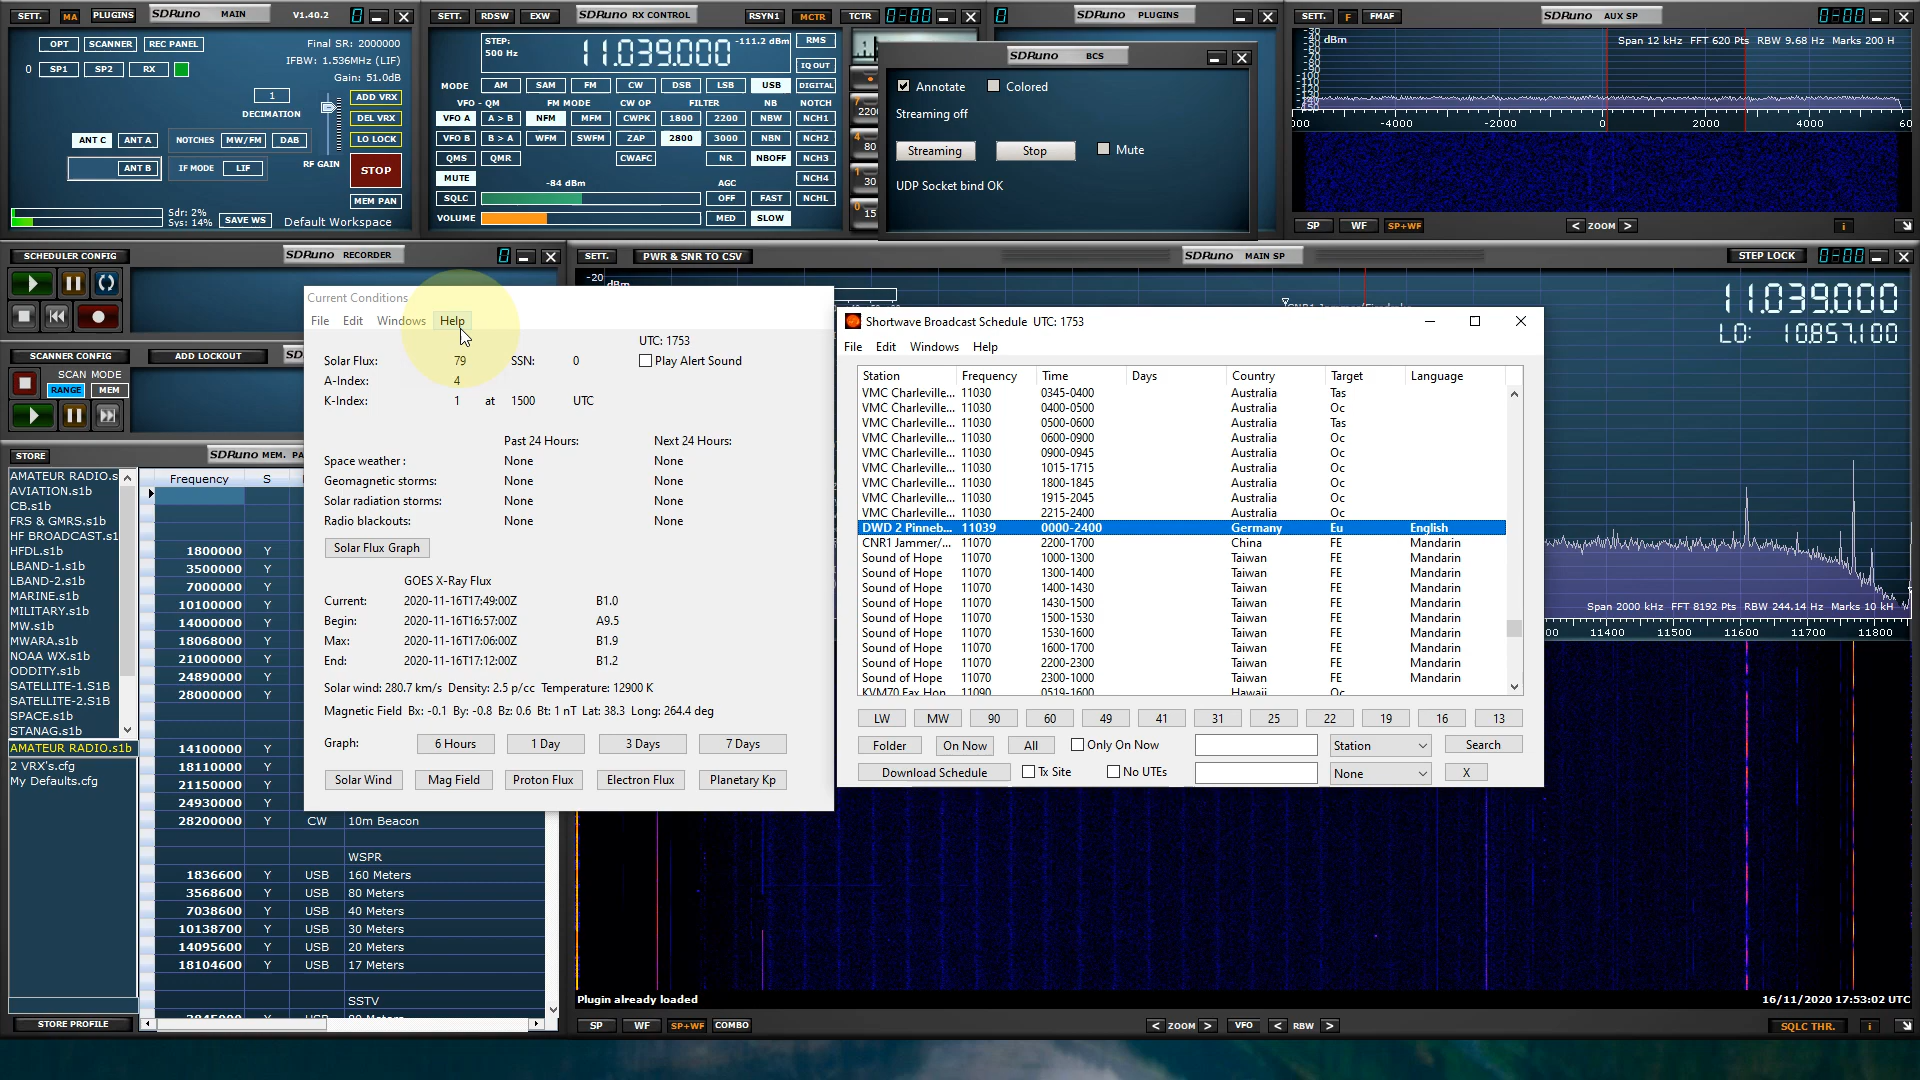 SETT. MA PLUGINS SDRuno MAIN V1.40.2
OPT SCANNER REC PANEL
Final SR: 2000000
IFBW: 1.536MHz (LIF)
Gain: 51.0dB
0 SP1 SP2 RX
1
DECIMATION
ADD VRX
DEL VRX
LO LOCK
ANT C ANT A
NOTCHES MW/FM DAB
ANT B
IF MODE LIF
RF GAIN
STOP
MEM PAN
Sdr: 2%
Sys: 14%
SAVE WS
Default Workspace
SETT. RDSW EXW SDRuno RX CONTROL RSYN1 MCTR TCTR 0-00
STEP:
500 Hz
11.039.000
-111.2 dBm
RMS
IQ OUT
MODE AM SAM FM CW DSB LSB USB DIGITAL
VFO - QM FM MODE CW OP FILTER NB NOTCH
VFO A A > B NFM MFM CWPK 1800 2200 NBW NCH1
VFO B B > A WFM SWFM ZAP 2800 3000 NBN NCH2
QMS QMR CWAFC NR NBOFF NCH3
MUTE -84 dBm AGC NCH4
SQLC OFF FAST NCHL
VOLUME MED SLOW
SDRuno PLUGINS
SDRuno BCS
Annotate Colored
Streaming off
Streaming Stop Mute
UDP Socket bind OK
SETT. F FMAF SDRuno AUX SP 0-00
dBm
Span 12 kHz FFT 620 Pts RBW 9.68 Hz Marks 200 H
-4000 -2000 0 2000 4000
SP WF SP+WF < ZOOM > i
SCHEDULER CONFIG SDRuno RECORDER
SCANNER CONFIG ADD LOCKOUT
SCAN MODE
RANGE MEM
SETT. PWR & SNR TO CSV SDRuno MAIN SP STEP LOCK 0-00
-20
dBm
11.039.000
LO: 10.857.100
Span 2000 kHz FFT 8192 Pts RBW 244.14 Hz Marks 10 kH
11400 11500 11600 11700 11800
Current Conditions
File Edit Windows Help
UTC: 1753
Solar Flux: 79 SSN: 0 Play Alert Sound
A-Index: 4
K-Index: 1 at 1500 UTC
Past 24 Hours: Next 24 Hours:
Space weather : None None
Geomagnetic storms: None None
Solar radiation storms: None None
Radio blackouts: None None
Solar Flux Graph
GOES X-Ray Flux
Current: 2020-11-16T17:49:00Z B1.0
Begin: 2020-11-16T16:57:00Z A9.5
Max: 2020-11-16T17:06:00Z B1.9
End: 2020-11-16T17:12:00Z B1.2
Solar wind: 280.7 km/s Density: 2.5 p/cc Temperature: 12900 K
Magnetic Field Bx: -0.1 By: -0.8 Bz: 0.6 Bt: 1 nT Lat: 38.3 Long: 264.4 deg
Graph: 6 Hours 1 Day 3 Days 7 Days
Solar Wind Mag Field Proton Flux Electron Flux Planetary Kp
Shortwave Broadcast Schedule UTC: 1753
File Edit Windows Help
Station Frequency Time Days Country Target Language
VMC Charleville... 11030 0345-0400 Australia Tas
VMC Charleville... 11030 0400-0500 Australia Oc
VMC Charleville... 11030 0500-0600 Australia Tas
VMC Charleville... 11030 0600-0900 Australia Oc
VMC Charleville... 11030 0900-0945 Australia Oc
VMC Charleville... 11030 1015-1715 Australia Oc
VMC Charleville... 11030 1800-1845 Australia Oc
VMC Charleville... 11030 1915-2045 Australia Oc
VMC Charleville... 11030 2215-2400 Australia Oc
DWD 2 Pinneb... 11039 0000-2400 Germany Eu English
CNR1 Jammer/... 11070 2200-1700 China FE Mandarin
Sound of Hope 11070 1000-1300 Taiwan FE Mandarin
Sound of Hope 11070 1300-1400 Taiwan FE Mandarin
Sound of Hope 11070 1400-1430 Taiwan FE Mandarin
Sound of Hope 11070 1430-1500 Taiwan FE Mandarin
Sound of Hope 11070 1500-1530 Taiwan FE Mandarin
Sound of Hope 11070 1530-1600 Taiwan FE Mandarin
Sound of Hope 11070 1600-1700 Taiwan FE Mandarin
Sound of Hope 11070 2200-2300 Taiwan FE Mandarin
Sound of Hope 11070 2300-1000 Taiwan FE Mandarin
KVM70 Fax Hon 11090 0519-1600 Hawaii Oc
LW MW 90 60 49 41 31 25 22 19 16 13
Folder On Now All Only On Now Station Search
Download Schedule Tx Site No UTEs None X
STORE SDRuno MEM. PA
AMATEUR RADIO.s
AVIATION.s1b
CB.s1b
FRS & GMRS.s1b
HF BROADCAST.s1
HFDL.s1b
LBAND-1.s1b
LBAND-2.s1b
MARINE.s1b
MILITARY.s1b
MW.s1b
MWARA.s1b
NOAA WX.s1b
ODDITY.s1b
SATELLITE-1.S1B
SATELLITE-2.S1B
SPACE.s1b
STANAG.s1b
AMATEUR RADIO.s1b
2 VRX's.cfg
My Defaults.cfg
STORE PROFILE
Frequency S
1800000 Y
3500000 Y
7000000 Y
10100000 Y
14000000 Y
18068000 Y
21000000 Y
24890000 Y
28000000 Y
14100000 Y
18110000 Y
21150000 Y
24930000 Y
28200000 Y CW 10m Beacon
WSPR
1836600 Y USB 160 Meters
3568600 Y USB 80 Meters
7038600 Y USB 40 Meters
10138700 Y USB 30 Meters
14095600 Y USB 20 Meters
18104600 Y USB 17 Meters
SSTV
Plugin already loaded
16/11/2020 17:53:02 UTC
SP WF SP+WF COMBO < ZOOM > VFO < RBW > SQLC THR. i